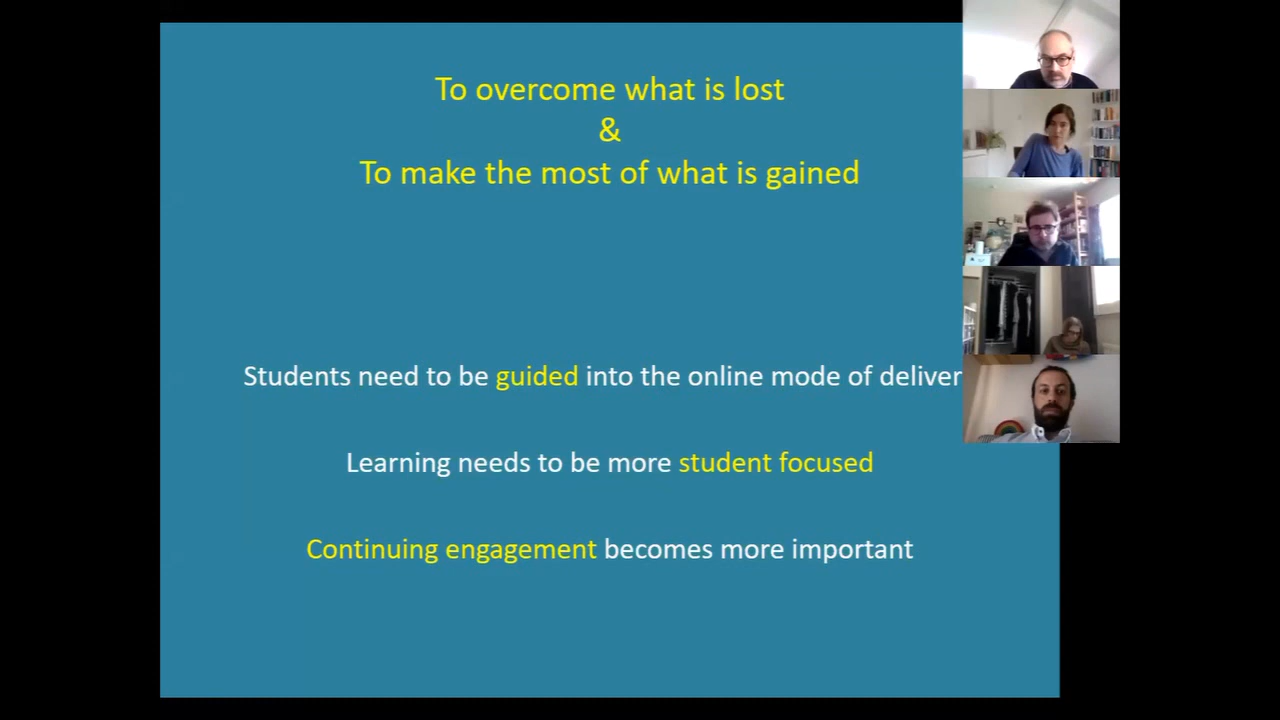 To overcome what is lost
&
To make the most of what is gained
Students need to be guided into the online mode of deliver
Learning needs to be more student focused
Continuing engagement becomes more important